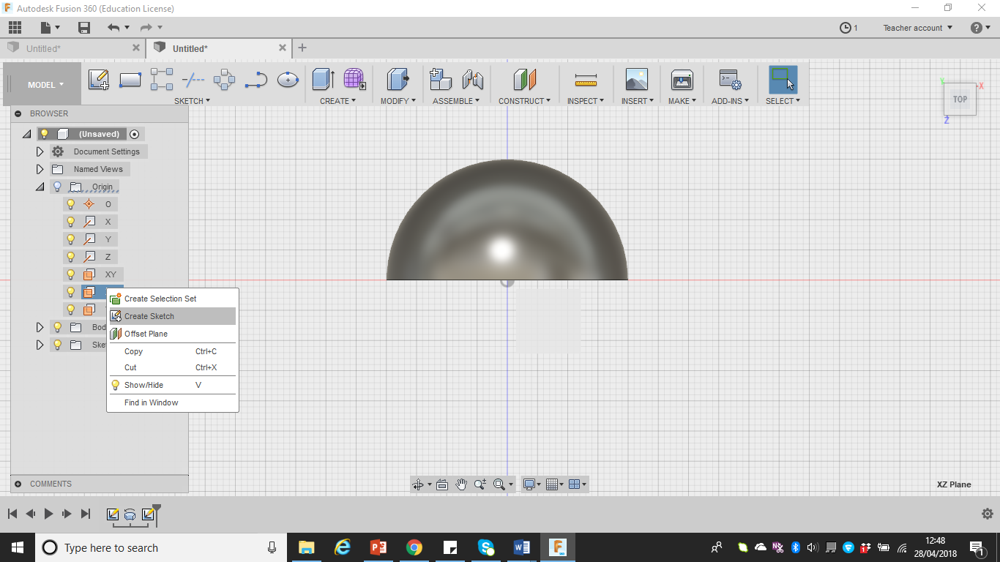 Autodesk Fusion 360 (Education License)
1
Teacher account
Untitled*
Untitled*
MODEL
SKETCH
CREATE
MODIFY
ASSEMBLE
CONSTRUCT
INSPECT
INSERT
MAKE
ADD-INS
SELECT
Y
X
TOP
Z
BROWSER
(Unsaved)
Document Settings
Named Views
Origin
O
X
Y
Z
XY
Create Selection Set
Create Sketch
Offset Plane
Copy Ctrl+C
Cut Ctrl+X
Show/Hide V
Find in Window
Bod
Ske
COMMENTS
XZ Plane
Type here to search
12:48
28/04/2018
1